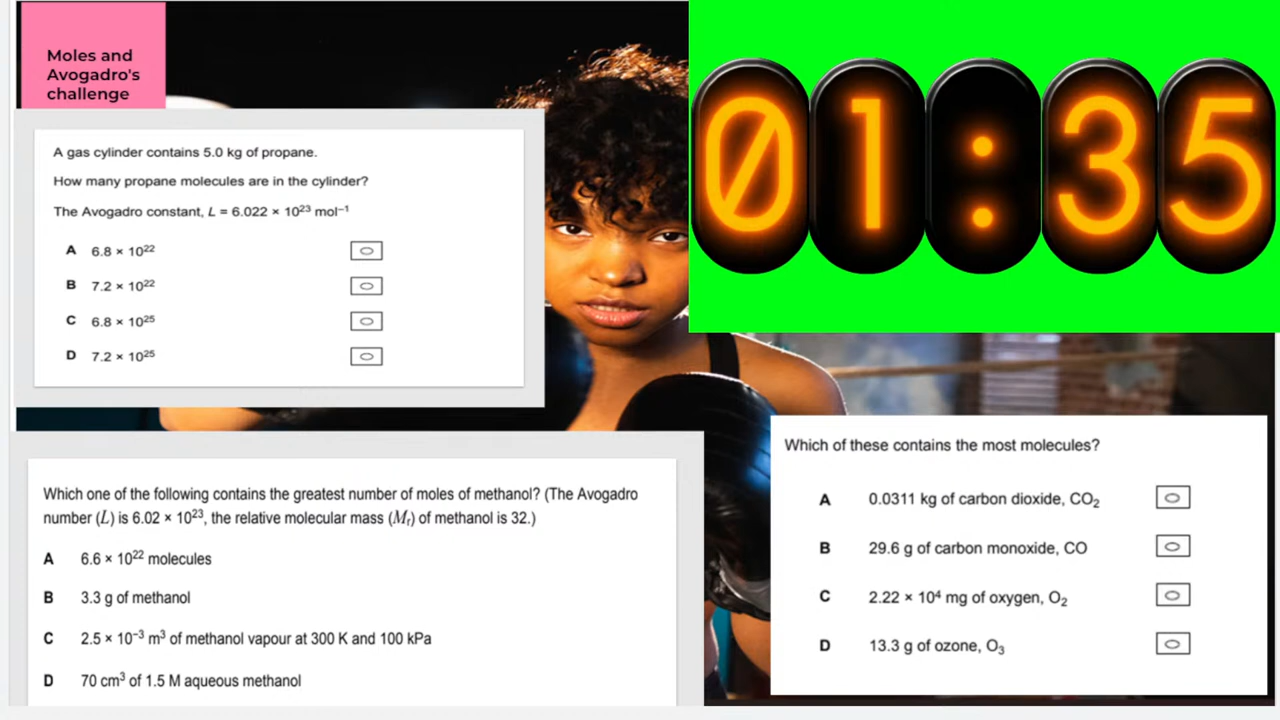 Moles and
Avogadro's
challenge
01:35
A gas cylinder contains 5.0 kg of propane.
How many propane molecules are in the cylinder?
The Avogadro constant, L = 6.022 × 10²³ mol⁻¹
A 6.8 × 10²²
B 7.2 × 10²²
C 6.8 × 10²⁵
D 7.2 × 10²⁵
Which one of the following contains the greatest number of moles of methanol? (The Avogadro
number (L) is 6.02 × 10²³, the relative molecular mass (Mᵣ) of methanol is 32.)
A 6.6 × 10²² molecules
B 3.3 g of methanol
C 2.5 × 10⁻³ m³ of methanol vapour at 300 K and 100 kPa
D 70 cm³ of 1.5 M aqueous methanol
Which of these contains the most molecules?
A 0.0311 kg of carbon dioxide, CO₂
B 29.6 g of carbon monoxide, CO
C 2.22 × 10⁴ mg of oxygen, O₂
D 13.3 g of ozone, O₃